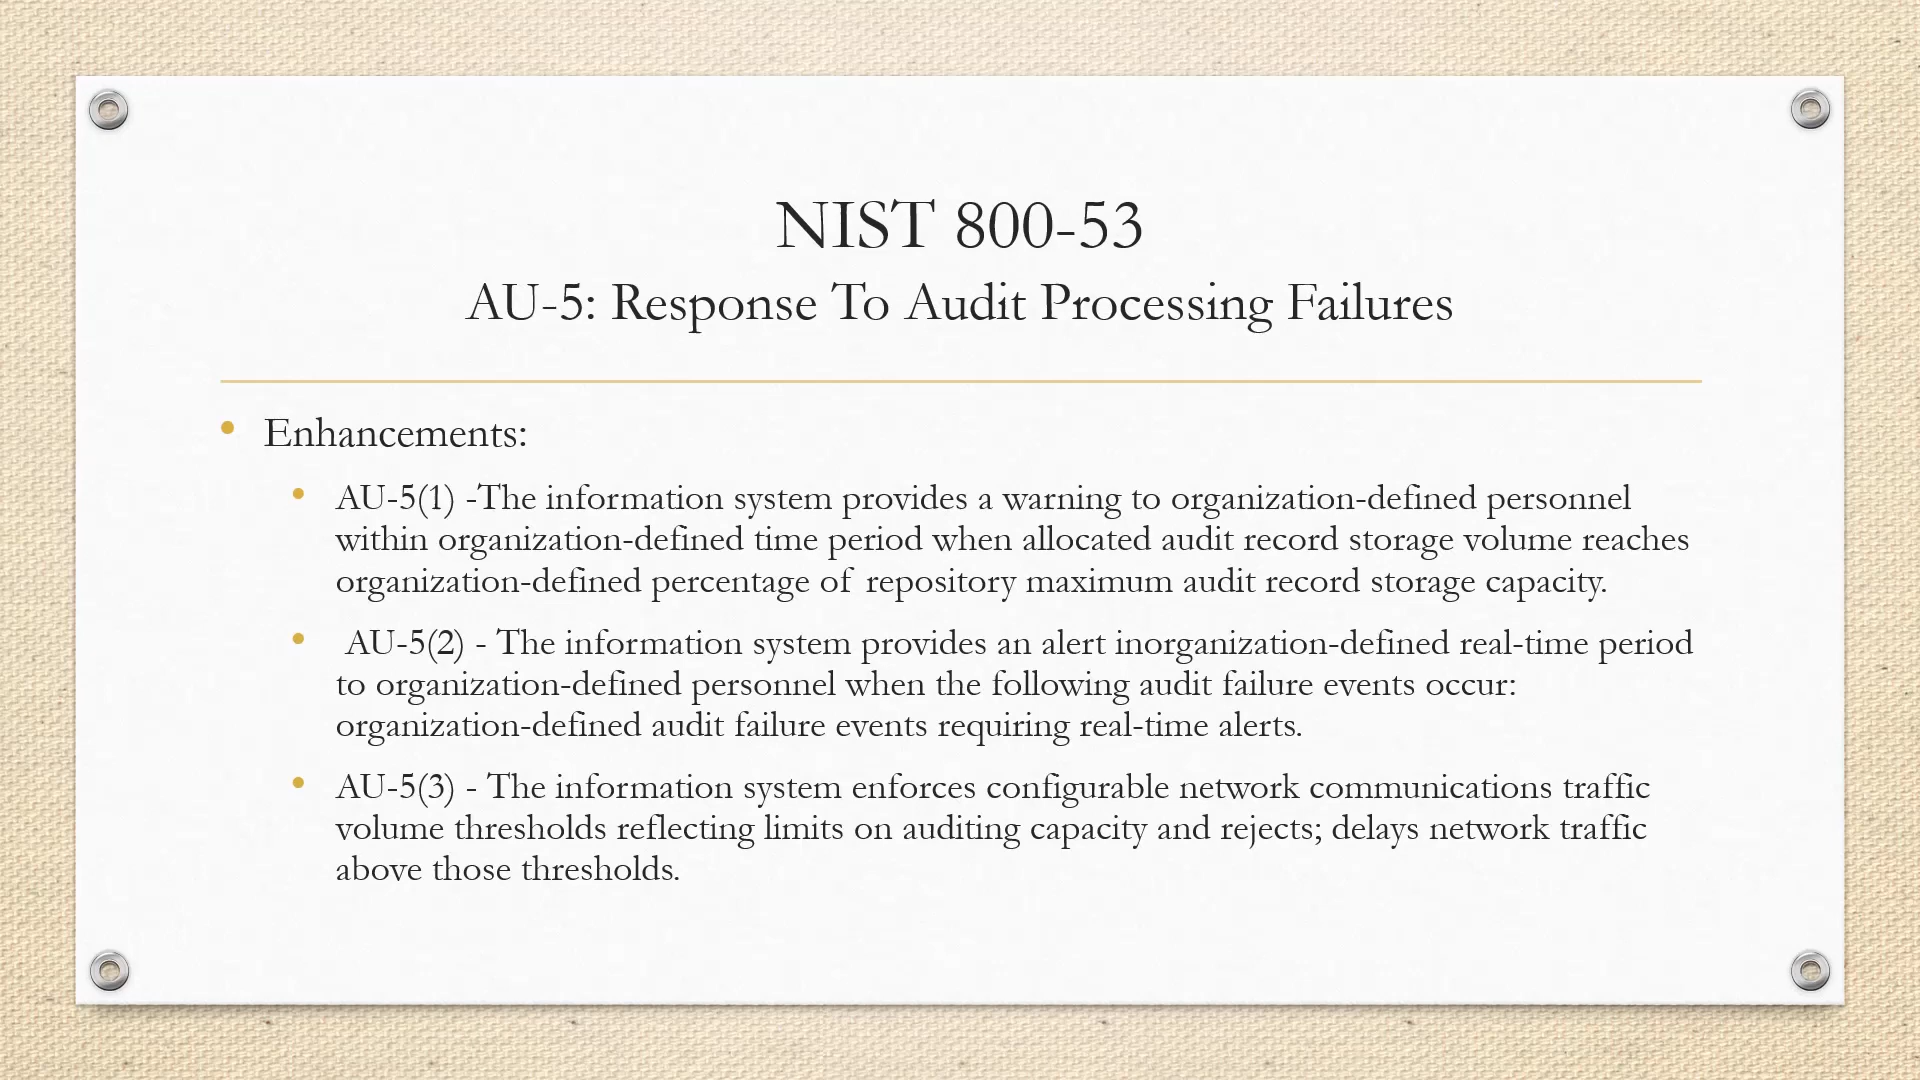 NIST 800-53
AU-5: Response To Audit Processing Failures
• Enhancements:
• AU-5(1) -The information system provides a warning to organization-defined personnel
within organization-defined time period when allocated audit record storage volume reaches
organization-defined percentage of repository maximum audit record storage capacity.
• AU-5(2) - The information system provides an alert inorganization-defined real-time period
to organization-defined personnel when the following audit failure events occur:
organization-defined audit failure events requiring real-time alerts.
• AU-5(3) - The information system enforces configurable network communications traffic
volume thresholds reflecting limits on auditing capacity and rejects; delays network traffic
above those thresholds.